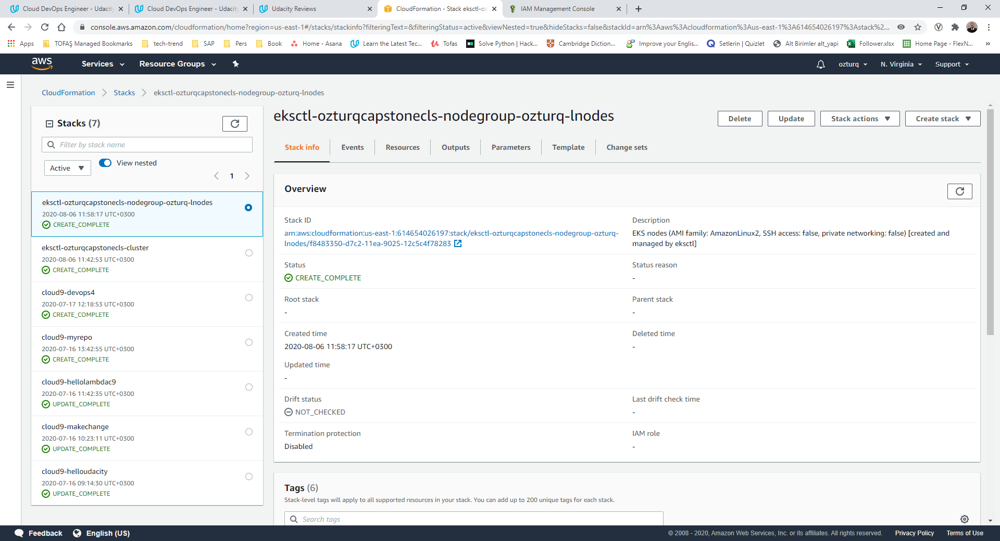 Cloud DevOps Engineer - Udacity
Cloud DevOps Engineer - Udacity
Udacity Reviews
CloudFormation - Stack eksctl-oz
IAM Management Console
console.aws.amazon.com/cloudformation/home?region=us-east-1#/stacks/stackinfo?filteringText=&filteringStatus=active&viewNested=true&hideStacks=false&stackId=arn%3Aaws%3Acloudformation%3Aus-east-1%3A614654026197%3Astack%2...
Apps
TOFAŞ Managed Bookmarks
tech-trend
SAP
Pers
Book
Home - Asana
Learn the Latest Tec...
Tofas
Solve Python | Hack...
Cambridge Diction...
Improve your Englis...
Setlerin | Quizlet
Alt Birimler alt_yapi
Follower.xlsx
Home Page - FlexN...
»
aws
Services
Resource Groups
ozturq
N. Virginia
Support
CloudFormation
Stacks
eksctl-ozturqcapstonecls-nodegroup-ozturq-lnodes
Stacks (7)
Filter by stack name
Active
View nested
1
eksctl-ozturqcapstonecls-nodegroup-ozturq-lnodes
2020-08-06 11:58:17 UTC+0300
CREATE_COMPLETE
eksctl-ozturqcapstonecls-cluster
2020-08-06 11:42:53 UTC+0300
CREATE_COMPLETE
cloud9-devops4
2020-07-17 12:18:53 UTC+0300
CREATE_COMPLETE
cloud9-myrepo
2020-07-16 13:42:55 UTC+0300
CREATE_COMPLETE
cloud9-hellolambdac9
2020-07-16 11:42:35 UTC+0300
UPDATE_COMPLETE
cloud9-makechange
2020-07-16 10:23:11 UTC+0300
UPDATE_COMPLETE
cloud9-helloudacity
2020-07-16 09:14:30 UTC+0300
UPDATE_COMPLETE
eksctl-ozturqcapstonecls-nodegroup-ozturq-lnodes
Delete
Update
Stack actions
Create stack
Stack info
Events
Resources
Outputs
Parameters
Template
Change sets
Overview
Stack ID
arn:aws:cloudformation:us-east-1:614654026197:stack/eksctl-ozturqcapstonecls-nodegroup-ozturq-
lnodes/f8483350-d7c2-11ea-9025-12c5c4f78283
Description
EKS nodes (AMI family: AmazonLinux2, SSH access: false, private networking: false) [created and
managed by eksctl]
Status
CREATE_COMPLETE
Status reason
-
Root stack
-
Parent stack
-
Created time
2020-08-06 11:58:17 UTC+0300
Deleted time
-
Updated time
-
Drift status
NOT_CHECKED
Last drift check time
-
Termination protection
Disabled
IAM role
-
Tags (6)
Stack-level tags will apply to all supported resources in your stack. You can add up to 200 unique tags for each stack.
Search tags
Feedback
English (US)
© 2008 - 2020, Amazon Web Services, Inc. or its affiliates. All rights reserved.
Privacy Policy
Terms of Use